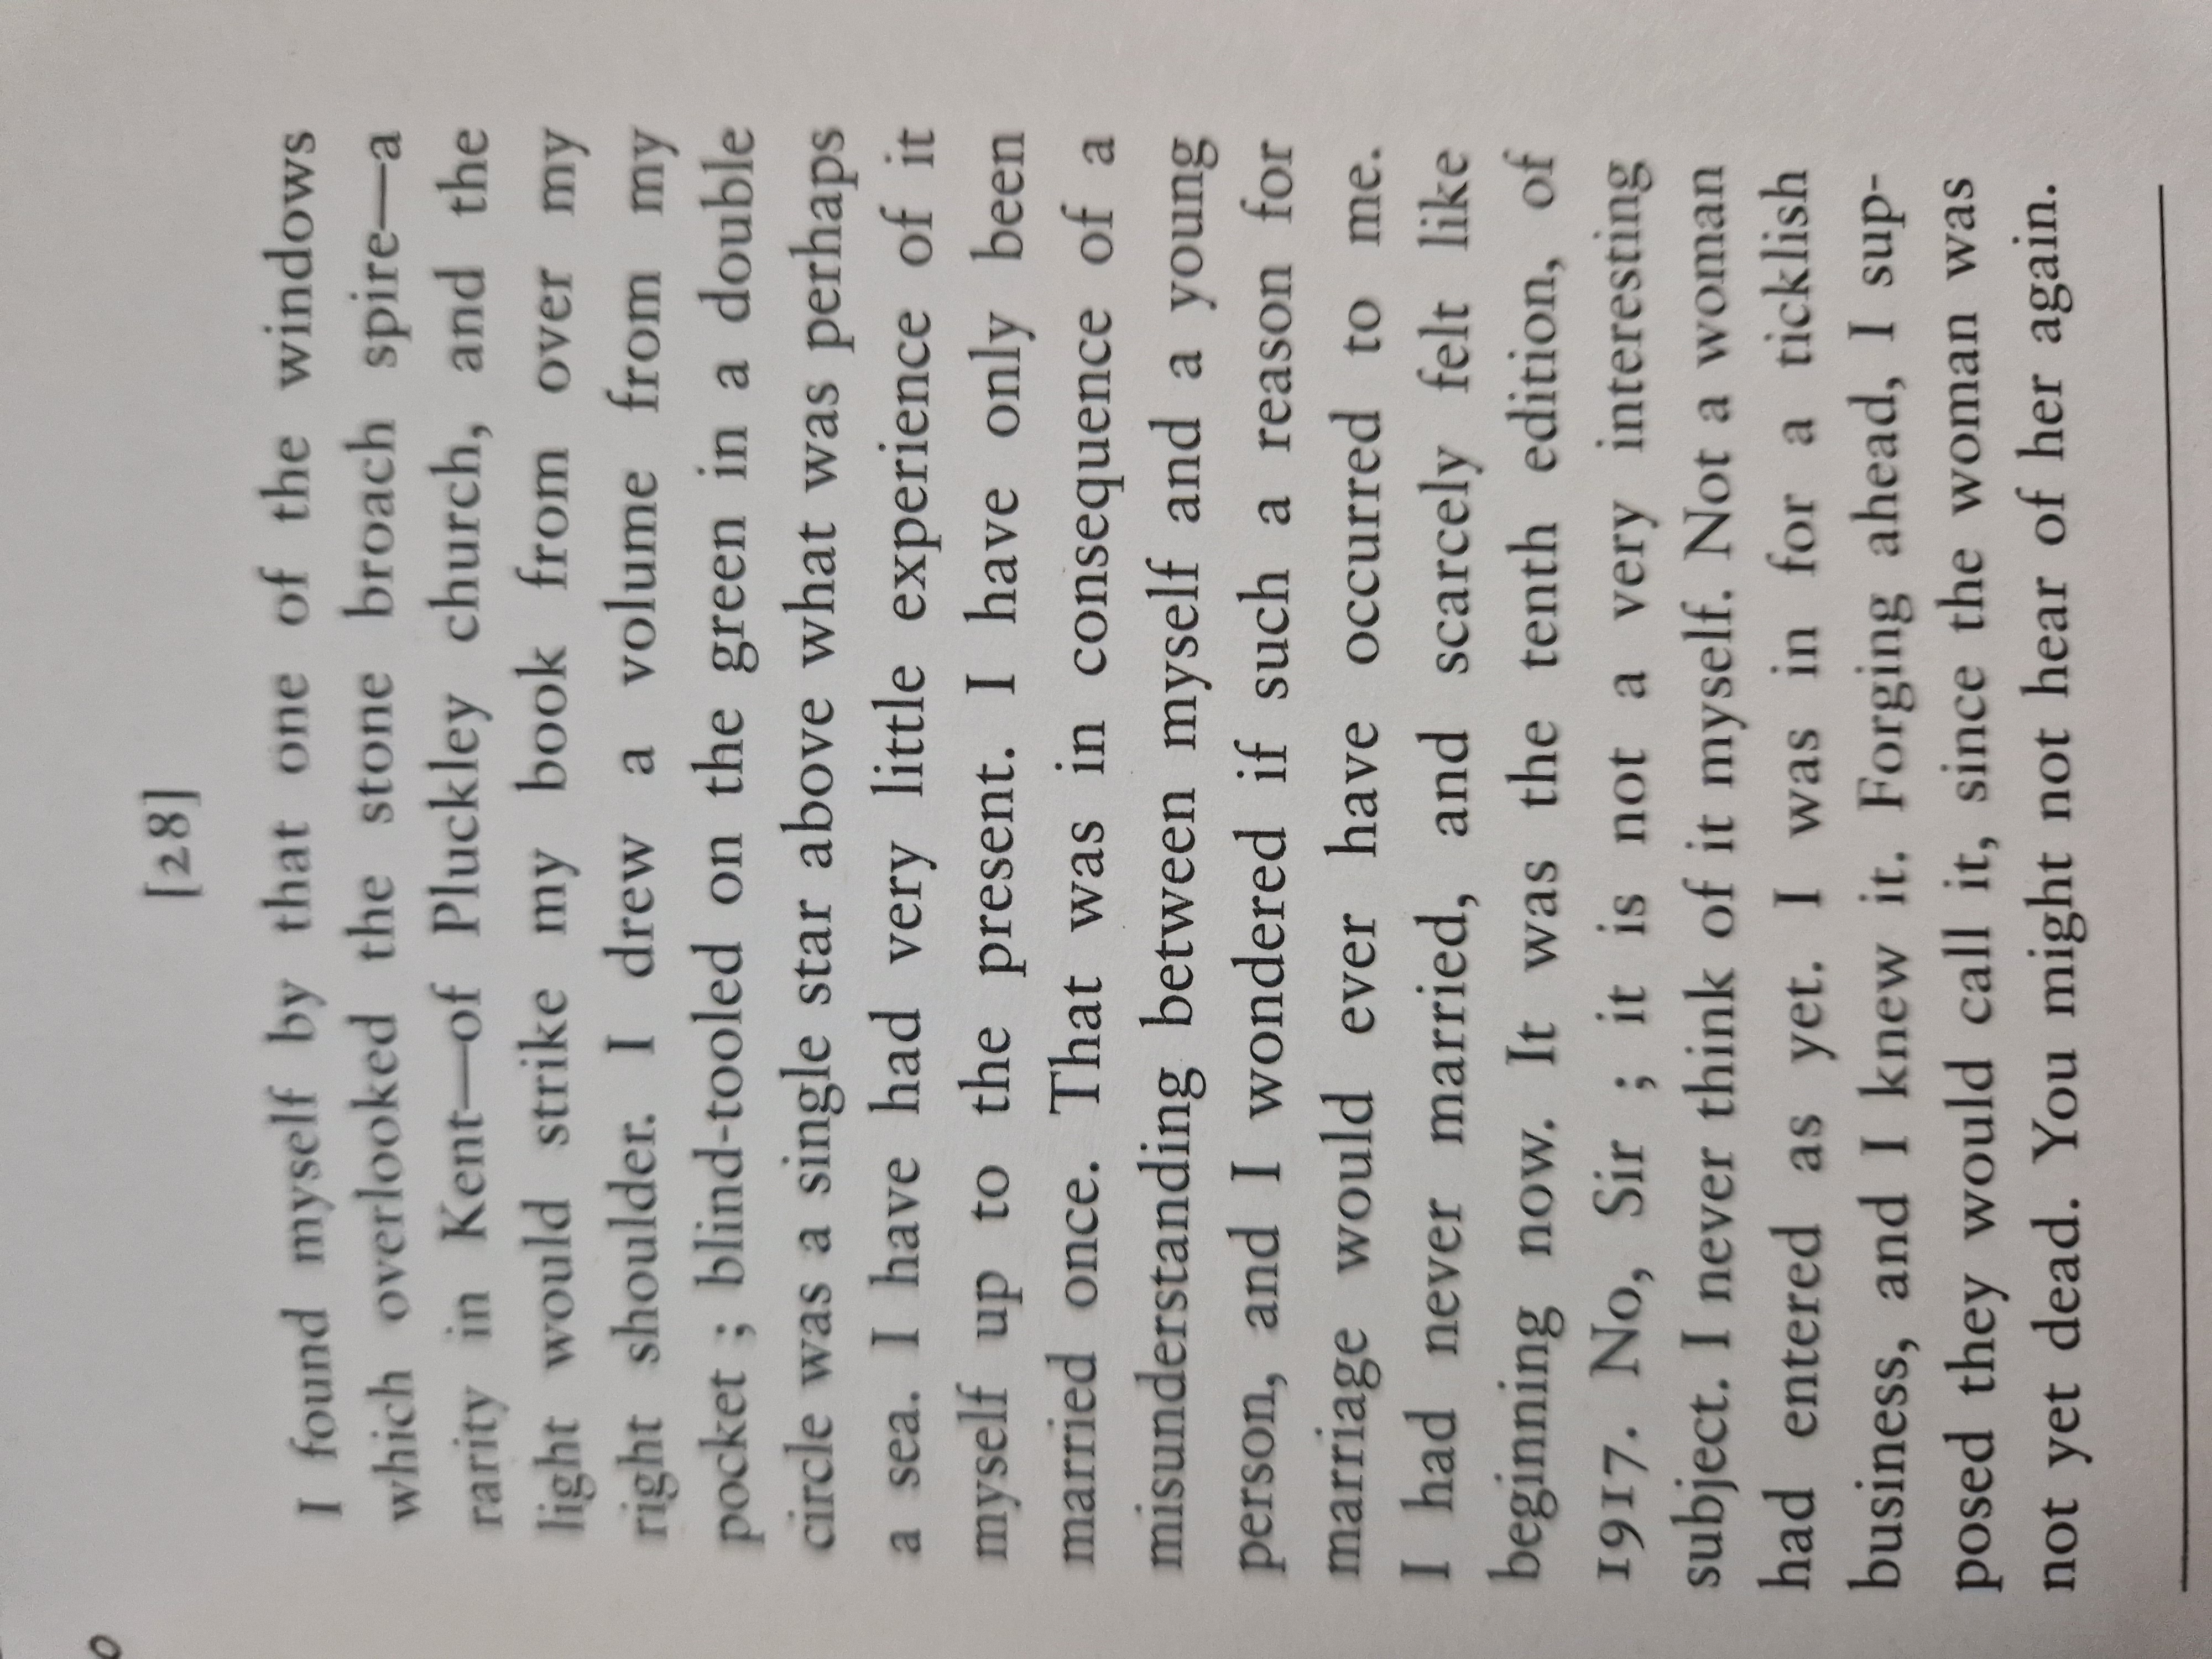 o
[28]
I found myself by that one of the windows
which overlooked the stone broach spire—a
rarity in Kent—of Pluckley church, and the
light would strike my book from over my
right shoulder. I drew a volume from my
pocket ; blind-tooled on the green in a double
circle was a single star above what was perhaps
a sea. I have had very little experience of it
myself up to the present. I have only been
married once. That was in consequence of a
misunderstanding between myself and a young
person, and I wondered if such a reason for
marriage would ever have occurred to me.
I had never married, and scarcely felt like
beginning now. It was the tenth edition, of
1917. No, Sir ; it is not a very interesting
subject. I never think of it myself. Not a woman
had entered as yet. I was in for a ticklish
business, and I knew it. Forging ahead, I sup-
posed they would call it, since the woman was
not yet dead. You might not hear of her again.